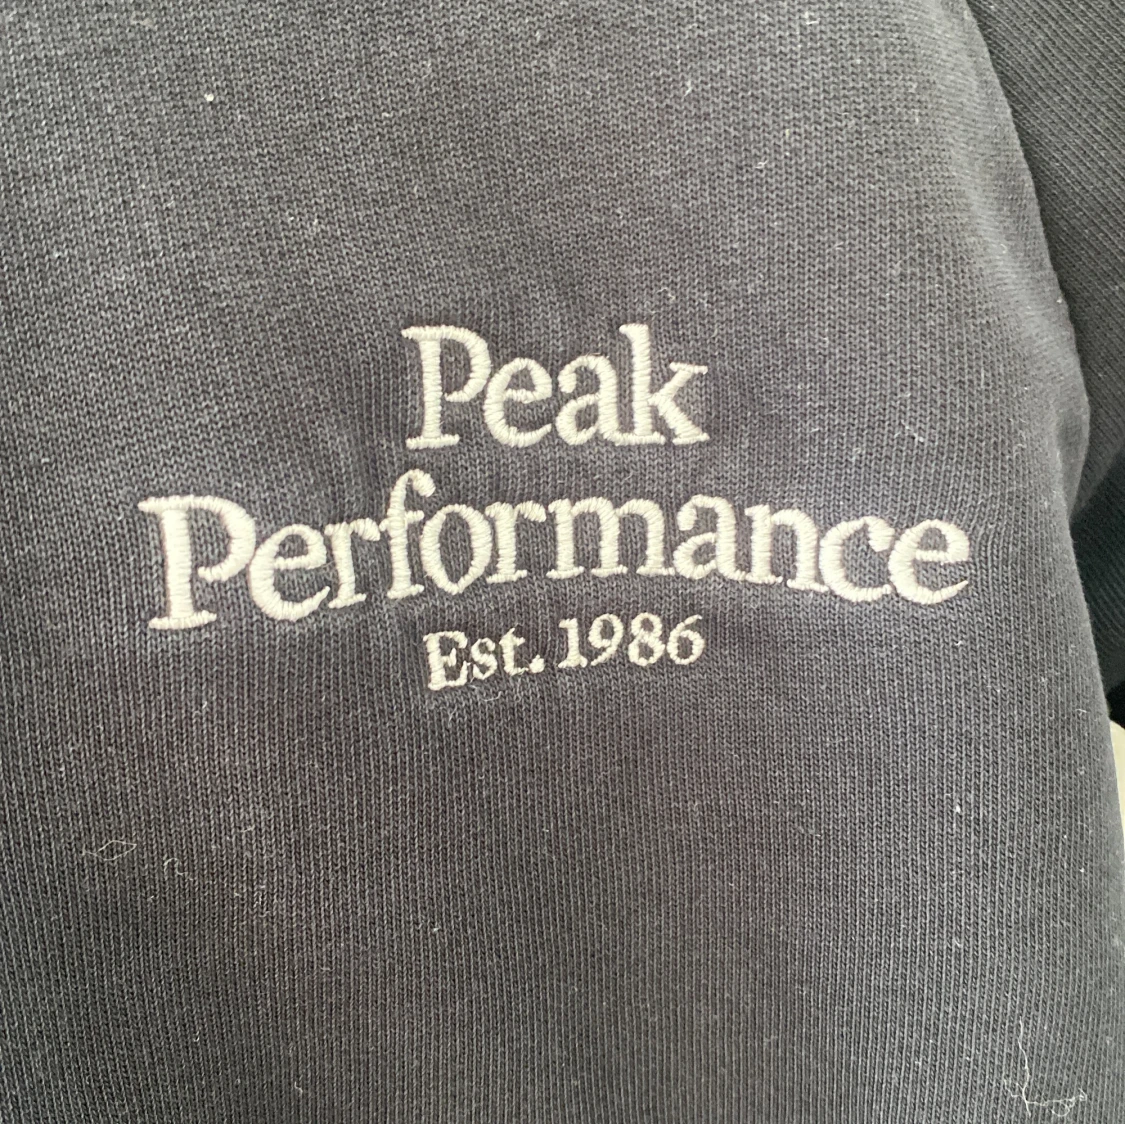 Peak
Performance
Est. 1986